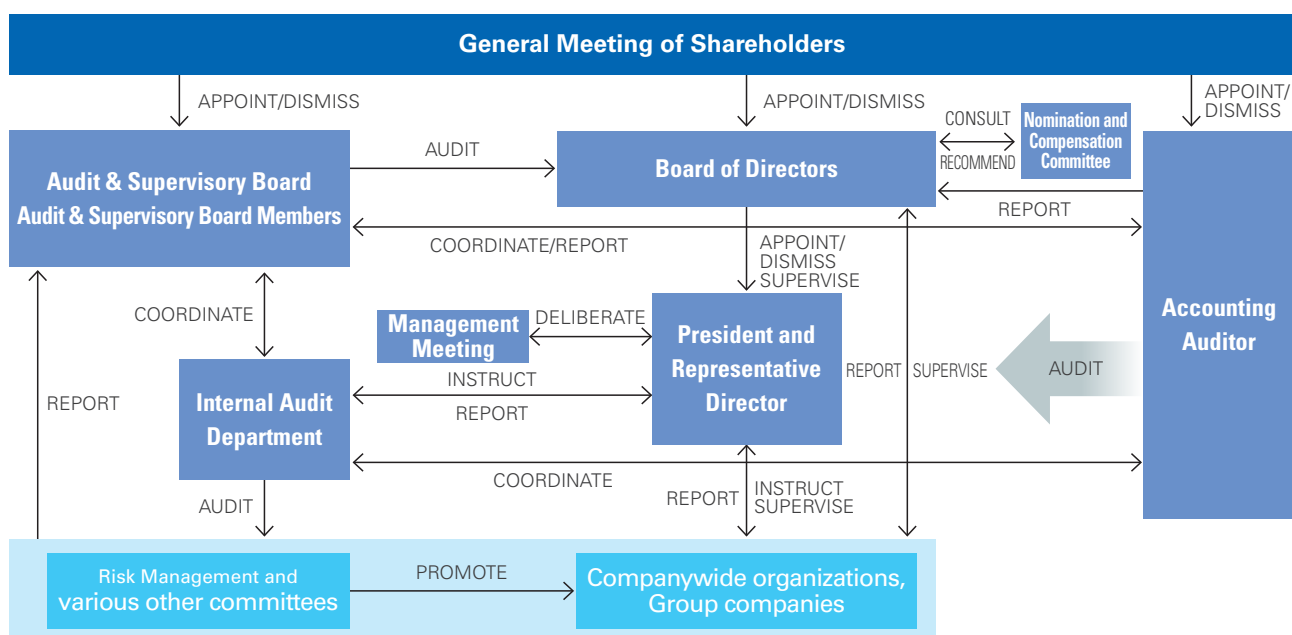 General Meeting of Shareholders
APPOINT/DISMISS
APPOINT/DISMISS
APPOINT/
DISMISS
Audit & Supervisory Board
Audit & Supervisory Board Members
AUDIT
Board of Directors
CONSULT
RECOMMEND
Nomination and
Compensation
Committee
REPORT
COORDINATE/REPORT
APPOINT/
DISMISS
SUPERVISE
Accounting
Auditor
COORDINATE
Management
Meeting
DELIBERATE
President and
Representative
Director
REPORT
SUPERVISE
AUDIT
INSTRUCT
REPORT
REPORT
Internal Audit
Department
COORDINATE
AUDIT
REPORT
INSTRUCT
SUPERVISE
Risk Management and
various other committees
PROMOTE
Companywide organizations,
Group companies